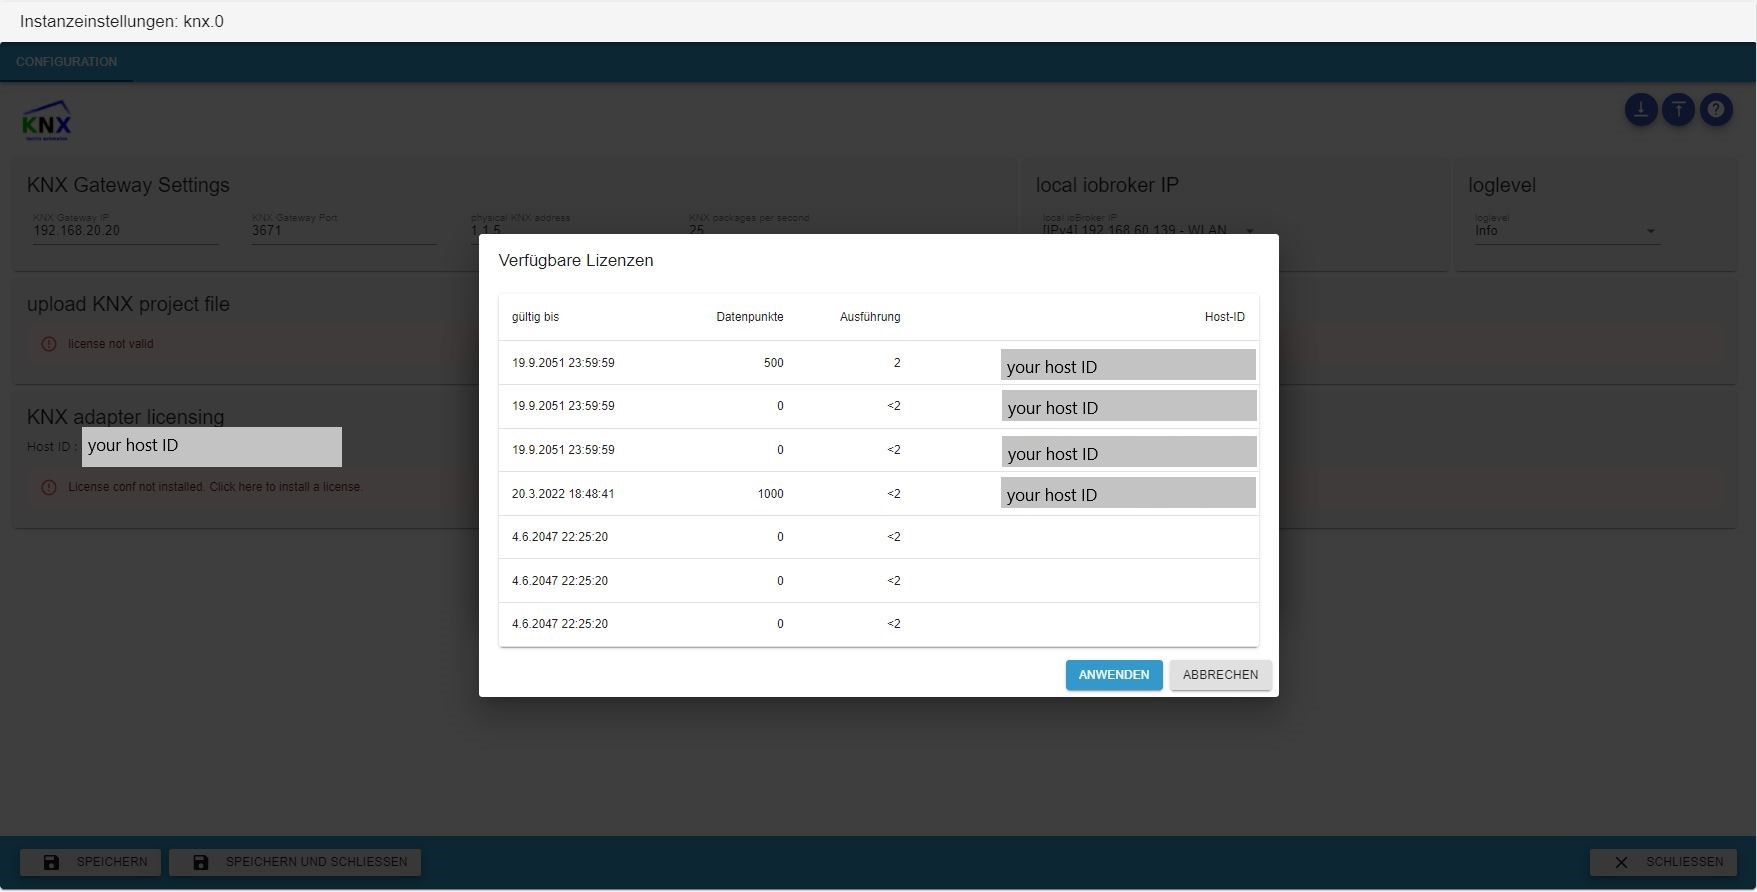 Instanzeinstellungen: knx.0
CONFIGURATION
KNX
KNX Gateway Settings
local iobroker IP
loglevel
KNX Gateway IP
KNX Gateway Port
physical KNX address
KNX packages per second
local ioBroker IP
loglevel
192.168.20.20
3671
1.1.5
25
[IPv4] 192.168.60.139 - WLAN
Info
upload KNX project file
license not valid
KNX adapter licensing
Host ID : your host ID
License conf not installed. Click here to install a license.
Verfügbare Lizenzen
gültig bis Datenpunkte Ausführung Host-ID
19.9.2051 23:59:59 500 2 your host ID
19.9.2051 23:59:59 0 <2 your host ID
19.9.2051 23:59:59 0 <2 your host ID
20.3.2022 18:48:41 1000 <2 your host ID
4.6.2047 22:25:20 0 <2
4.6.2047 22:25:20 0 <2
4.6.2047 22:25:20 0 <2
ANWENDEN ABBRECHEN
SPEICHERN SPEICHERN UND SCHLIESSEN SCHLIESSEN